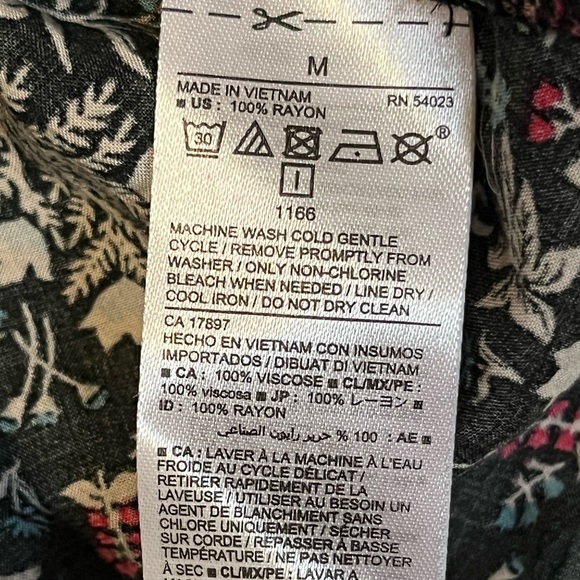 M
MADE IN VIETNAM RN 54023
■ US : 100% RAYON
30
®
1166
MACHINE WASH COLD GENTLE
CYCLE / REMOVE PROMPTLY FROM
WASHER / ONLY NON-CHLORINE
BLEACH WHEN NEEDED / LINE DRY /
COOL IRON / DO NOT DRY CLEAN
CA 17897
HECHO EN VIETNAM CON INSUMOS
IMPORTADOS / DIBUAT DI VIETNAM
■ CA : 100% VISCOSE ■ CL/MX/PE :
100% viscosa ■ JP : 100% レーヨン ■
ID : 100% RAYON
■ AE : 100 % حرير رايون الصناعي
■ CA : LAVER À LA MACHINE À L'EAU
FROIDE AU CYCLE DÉLICAT /
RETIRER RAPIDEMENT DE LA
LAVEUSE / UTILISER AU BESOIN UN
AGENT DE BLANCHIMENT SANS
CHLORE UNIQUEMENT / SÉCHER
SUR CORDE / REPASSER À BASSE
TEMPÉRATURE / NE PAS NETTOYER
À SEC ■ CL/MX/PE : LAVAR A